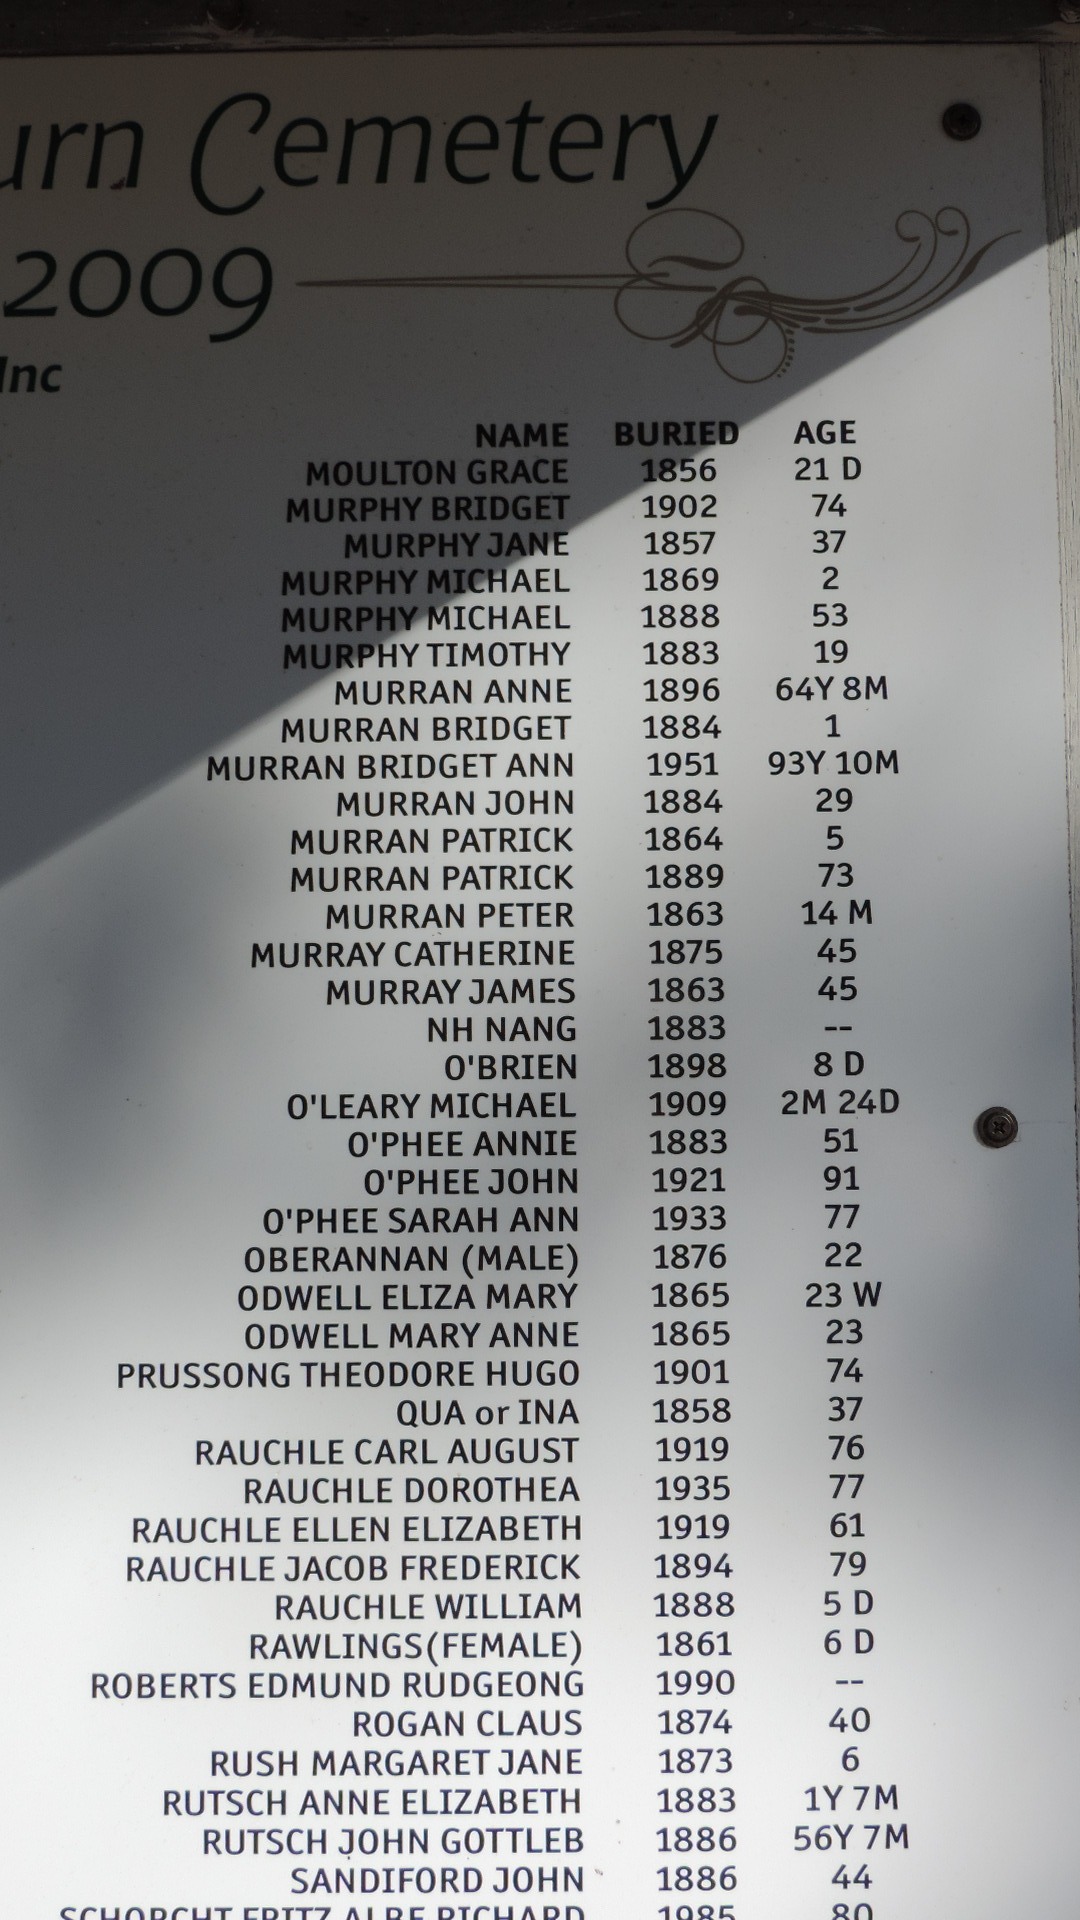 urn Cemetery
2009
Inc
NAME BURIED AGE
MOULTON GRACE 1856 21 D
MURPHY BRIDGET 1902 74
MURPHY JANE 1857 37
MURPHY MICHAEL 1869 2
MURPHY MICHAEL 1888 53
MURPHY TIMOTHY 1883 19
MURRAN ANNE 1896 64Y 8M
MURRAN BRIDGET 1884 1
MURRAN BRIDGET ANN 1951 93Y 10M
MURRAN JOHN 1884 29
MURRAN PATRICK 1864 5
MURRAN PATRICK 1889 73
MURRAN PETER 1863 14 M
MURRAY CATHERINE 1875 45
MURRAY JAMES 1863 45
NH NANG 1883 --
O'BRIEN 1898 8 D
O'LEARY MICHAEL 1909 2M 24D
O'PHEE ANNIE 1883 51
O'PHEE JOHN 1921 91
O'PHEE SARAH ANN 1933 77
OBERANNAN (MALE) 1876 22
ODWELL ELIZA MARY 1865 23 W
ODWELL MARY ANNE 1865 23
PRUSSONG THEODORE HUGO 1901 74
QUA or INA 1858 37
RAUCHLE CARL AUGUST 1919 76
RAUCHLE DOROTHEA 1935 77
RAUCHLE ELLEN ELIZABETH 1919 61
RAUCHLE JACOB FREDERICK 1894 79
RAUCHLE WILLIAM 1888 5 D
RAWLINGS(FEMALE) 1861 6 D
ROBERTS EDMUND RUDGEONG 1990 --
ROGAN CLAUS 1874 40
RUSH MARGARET JANE 1873 6
RUTSCH ANNE ELIZABETH 1883 1Y 7M
RUTSCH JOHN GOTTLEB 1886 56Y 7M
SANDIFORD JOHN 1886 44
FRITZ RICHARD 1985 80